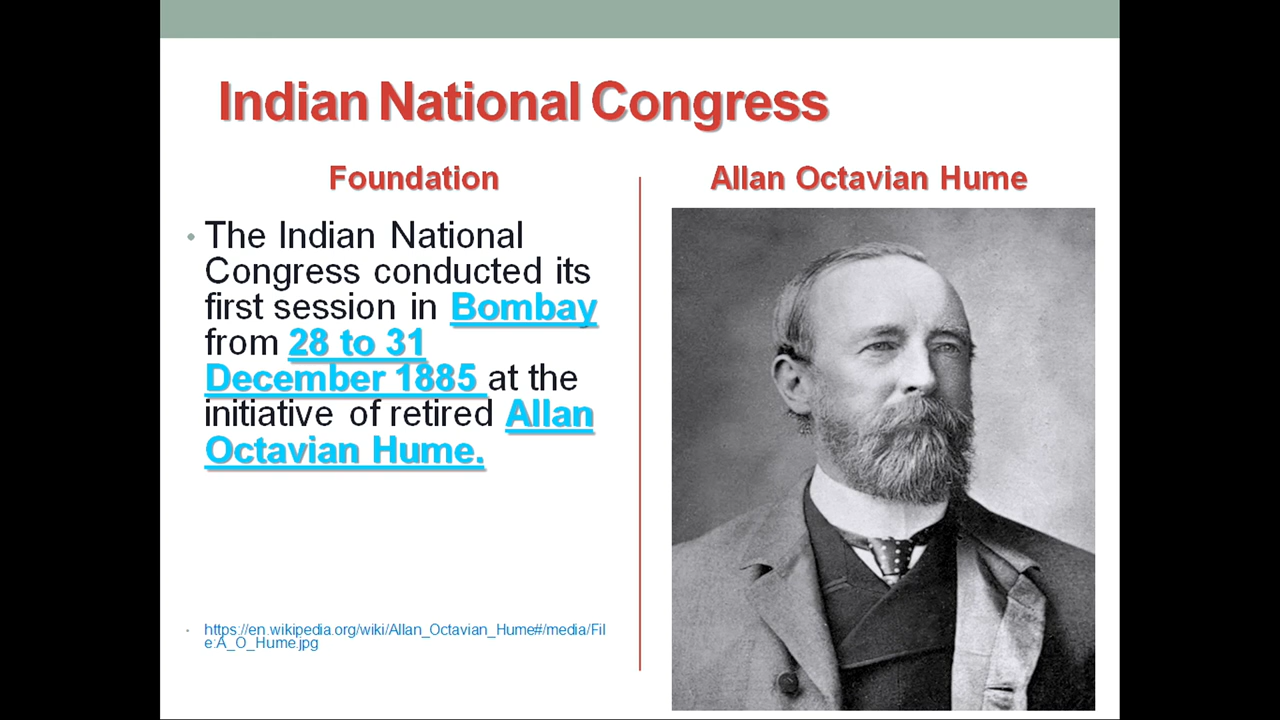 Indian National Congress
Foundation
• The Indian National
Congress conducted its
first session in Bombay
from 28 to 31
December 1885 at the
initiative of retired Allan
Octavian Hume.
• https://en.wikipedia.org/wiki/Allan_Octavian_Hume#/media/Fil
e:A_O_Hume.jpg
Allan Octavian Hume